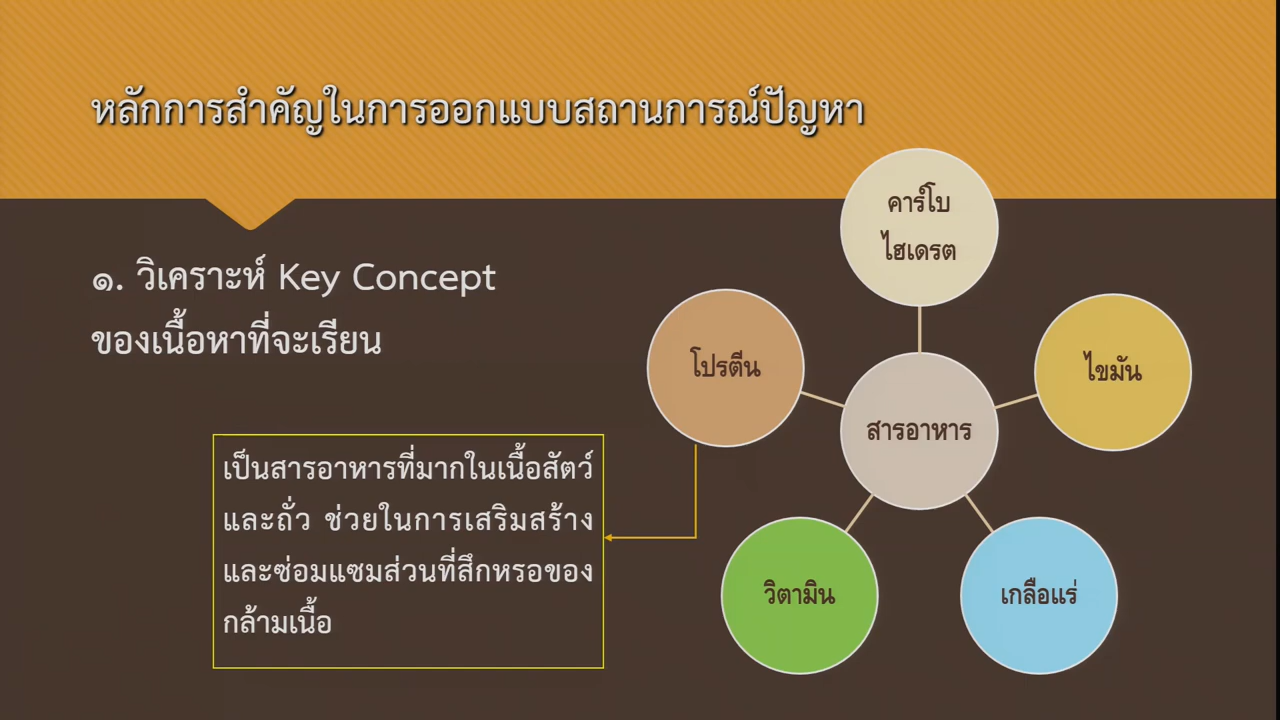 หลักการสำคัญในการออกแบบสถานการณ์ปัญหา
๑. วิเคราะห์ Key Concept
ของเนื้อหาที่จะเรียน
คาร์โบ
ไฮเดรต
โปรตีน
ไขมัน
สารอาหาร
วิตามิน
เกลือแร่
เป็นสารอาหารที่มากในเนื้อสัตว์
และถั่ว ช่วยในการเสริมสร้าง
และซ่อมแซมส่วนที่สึกหรอของ
กล้ามเนื้อ